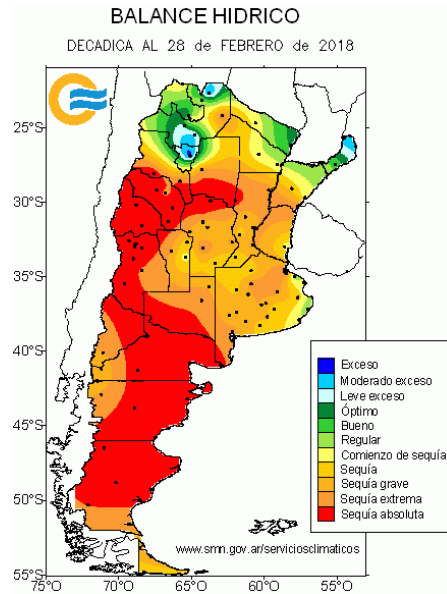 BALANCE HIDRICO
DECADICA AL 28 de FEBRERO de 2018
25°S
30°S
35°S
40°S
45°S
50°S
55°S
75°W
70°W
65°W
60°W
55°W
Exceso
Moderado exceso
Leve exceso
Óptimo
Bueno
Regular
Comienzo de sequía
Sequía
Sequía grave
Sequía extrema
Sequía absoluta
www.smn.gov.ar/serviciosclimaticos